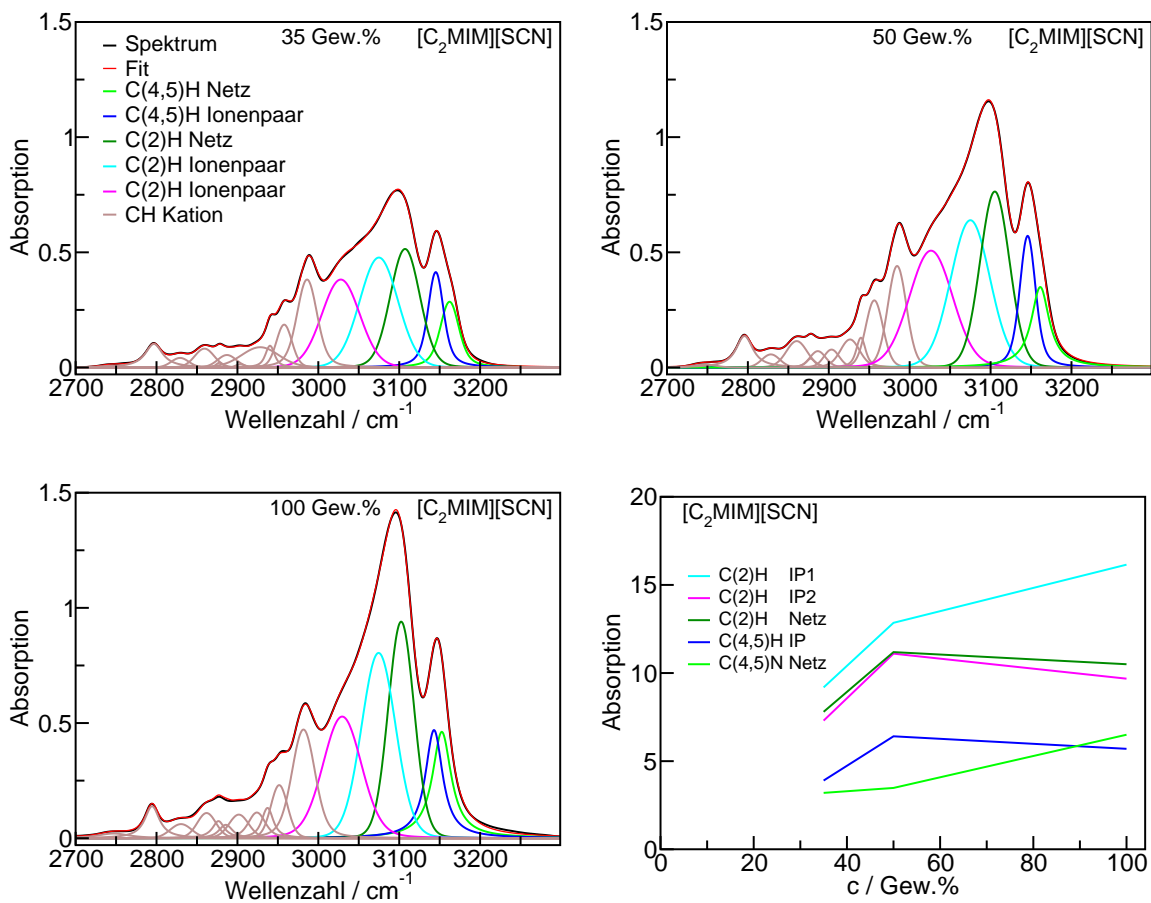 35 Gew.% [C2MIM][SCN]
Spektrum
Fit
C(4,5)H Netz
C(4,5)H Ionenpaar
C(2)H Netz
C(2)H Ionenpaar
C(2)H Ionenpaar
CH Kation
Absorption
0
0.5
1
1.5
2700 2800 2900 3000 3100 3200
Wellenzahl / cm-1
50 Gew.% [C2MIM][SCN]
Absorption
0
0.5
1
1.5
2700 2800 2900 3000 3100 3200
Wellenzahl / cm-1
100 Gew.% [C2MIM][SCN]
Absorption
0
0.5
1
1.5
2700 2800 2900 3000 3100 3200
Wellenzahl / cm-1
[C2MIM][SCN]
C(2)H IP1
C(2)H IP2
C(2)H Netz
C(4,5)H IP
C(4,5)N Netz
Absorption
0
5
10
15
20
0 20 40 60 80 100
c / Gew.%